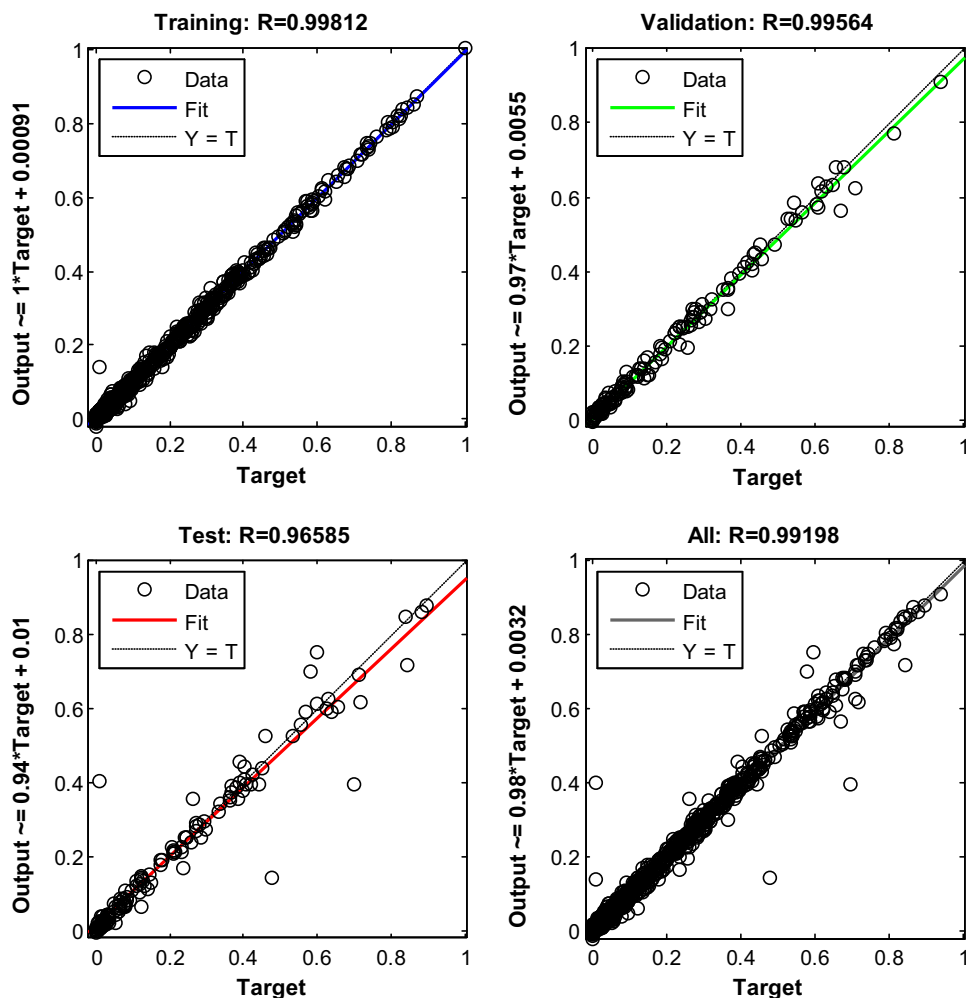 Training: R=0.99812
Output ~= 1*Target + 0.00091
1
0.8
0.6
0.4
0.2
0
Data
Fit
Y = T
0
0.2
0.4
0.6
0.8
1
Target
Validation: R=0.99564
Output ~= 0.97*Target + 0.0055
1
0.8
0.6
0.4
0.2
0
Data
Fit
Y = T
0
0.2
0.4
0.6
0.8
1
Target
Test: R=0.96585
Output ~= 0.94*Target + 0.01
1
0.8
0.6
0.4
0.2
0
Data
Fit
Y = T
0
0.2
0.4
0.6
0.8
1
Target
All: R=0.99198
Output ~= 0.98*Target + 0.0032
1
0.8
0.6
0.4
0.2
0
Data
Fit
Y = T
0
0.2
0.4
0.6
0.8
1
Target